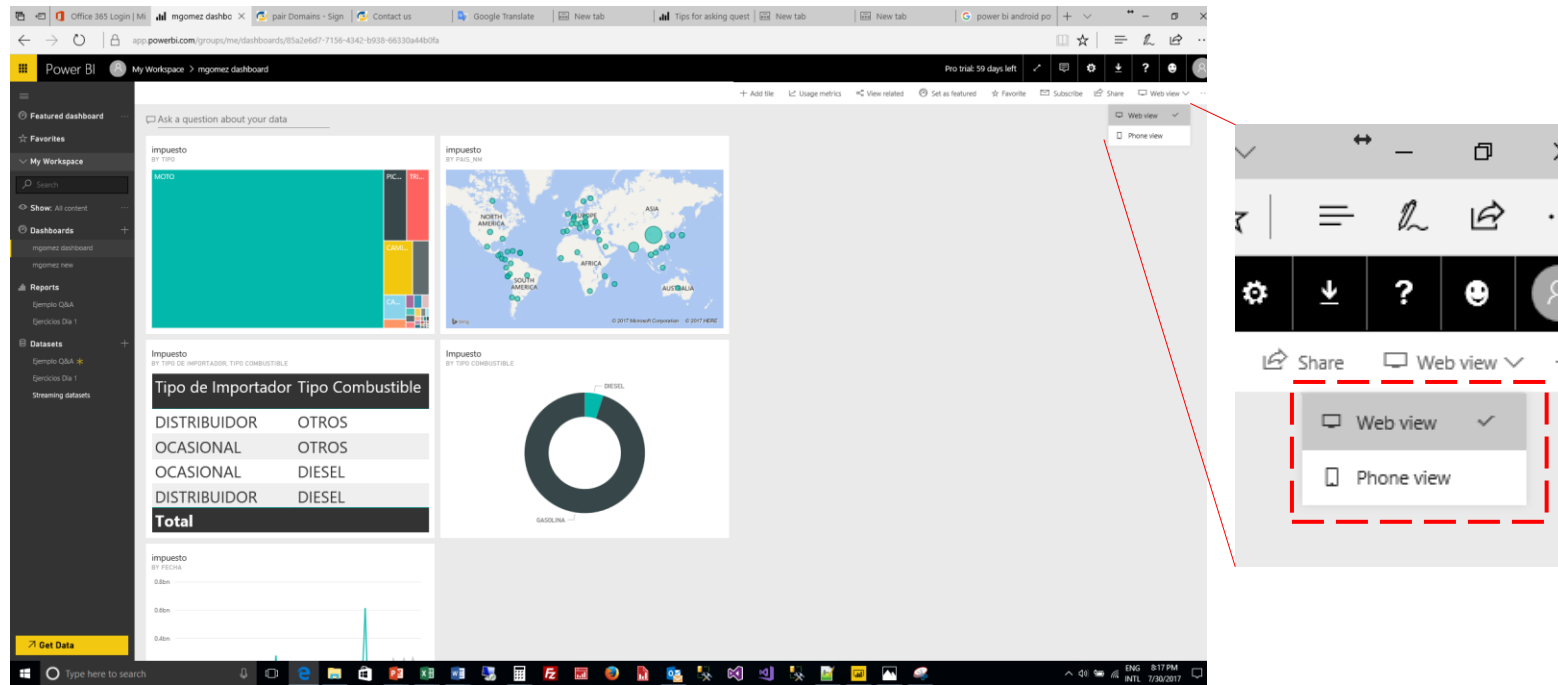 Office 365 Login | Mi
mgomez dashbo
pair Domains - Sign
Contact us
Google Translate
New tab
Tips for asking quest
New tab
New tab
power bi android po
app.powerbi.com/groups/me/dashboards/85a2e6d7-7156-4342-b938-66330a44b0fa
Power BI
My Workspace > mgomez dashboard
Pro trial: 59 days left
+ Add tile
Usage metrics
View related
Set as featured
Favorite
Subscribe
Share
Web view
Web view
Phone view
Featured dashboard
Favorites
My Workspace
Search
Show: All content
Dashboards
mgomez dashboard
mgomez new
Reports
Ejemplo Q&A
Ejercicios Dia 1
Datasets
Ejemplo Q&A
Ejercicios Dia 1
Streaming datasets
Get Data
Ask a question about your data
impuesto
BY TIPO
MOTO
PIC...
TRI...
CAMI...
CA...
impuesto
BY PAIS_NM
NORTH
AMERICA
EUROPE
ASIA
AFRICA
SOUTH
AMERICA
AUSTRALIA
bing
© 2017 Microsoft Corporation © 2017 HERE
Impuesto
BY TIPO DE IMPORTADOR, TIPO COMBUSTIBLE
Tipo de Importador Tipo Combustible
DISTRIBUIDOR OTROS
OCASIONAL OTROS
OCASIONAL DIESEL
DISTRIBUIDOR DIESEL
Total
Impuesto
BY TIPO COMBUSTIBLE
DIESEL
GASOLINA
impuesto
BY FECHA
0.8bn
0.6bn
0.4bn
Type here to search
ENG 8:17 PM
INTL 7/30/2017
Share
Web view
Web view
Phone view